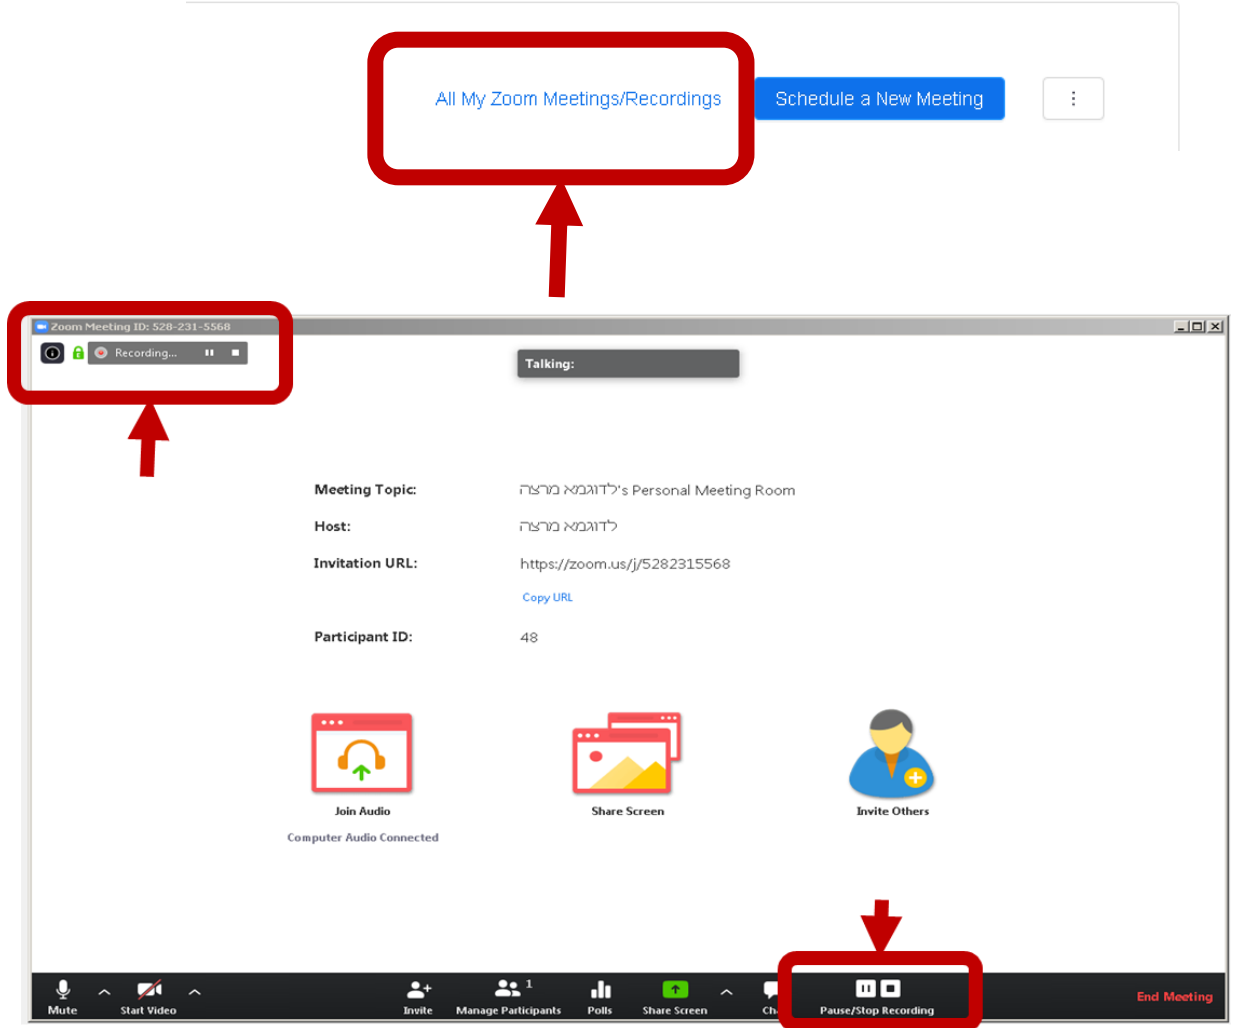 All My Zoom Meetings/Recordings Schedule a New Meeting
Zoom Meeting ID: 528-231-5568
Recording...
Talking:
Meeting Topic: לדוגמא מרצה's Personal Meeting Room
Host: לדוגמא מרצה
Invitation URL: https://zoom.us/j/5282315568
Copy URL
Participant ID: 48
Join Audio Share Screen Invite Others
Computer Audio Connected
1
Mute Start Video Invite Manage Participants Polls Share Screen Pause/Stop Recording End Meeting